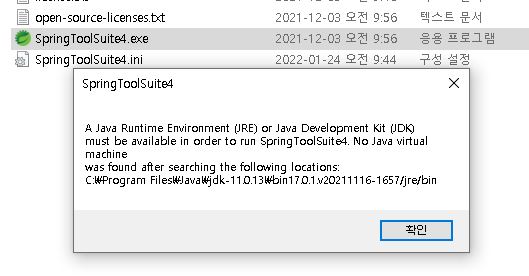 open-source-licenses.txt 2021-12-03 오전 9:56 텍스트 문서
SpringToolSuite4.exe 2021-12-03 오전 9:56 응용 프로그램
SpringToolSuite4.ini 2022-01-24 오전 9:44 구성 설정
SpringToolSuite4
A Java Runtime Environment (JRE) or Java Development Kit (JDK)
must be available in order to run SpringToolSuite4. No Java virtual
machine
was found after searching the following locations:
C:₩Program Files₩Java₩jdk-11.0.13₩bin17.0.1.v20211116-1657/jre/bin
확인